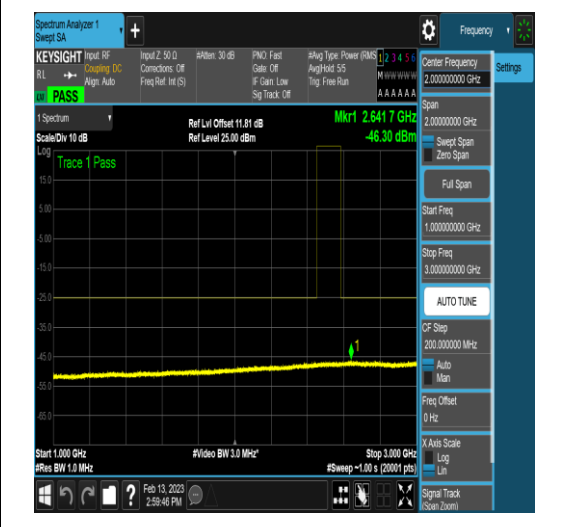 Spectrum Analyzer 1
Swept SA
Frequency
KEYSIGHT
RL
PASS
Input: RF
Coupling: DC
Align: Auto
Input Z: 50 Ω
Corrections: Off
Freq Ref: Int (S)
#Atten: 30 dB
PNO: Fast
Gate: Off
IF Gain: Low
Sig Track: Off
#Avg Type: Power (RMS
Avg|Hold: 5/5
Trig: Free Run
1 2 3 4 5 6
M W W W W W
A A A A A A
1 Spectrum
Scale/Div 10 dB
Ref Lvl Offset 11.81 dB
Ref Level 25.00 dBm
Mkr1 2.641 7 GHz
-46.30 dBm
Log
Trace 1 Pass
15.0
5.00
-5.00
-15.0
-25.0
-35.0
-45.0
-55.0
-65.0
1
Start 1.000 GHz
#Res BW 1.0 MHz
#Video BW 3.0 MHz*
Stop 3.000 GHz
#Sweep ~1.00 s (20001 pts)
Feb 13, 2023
2:59:46 PM
Center Frequency
2.000000000 GHz
Span
2.00000000 GHz
Swept Span
Zero Span
Full Span
Start Freq
1.000000000 GHz
Stop Freq
3.000000000 GHz
AUTO TUNE
CF Step
200.000000 MHz
Auto
Man
Freq Offset
0 Hz
X Axis Scale
Log
Lin
Signal Track
(Span Zoom)
Settings